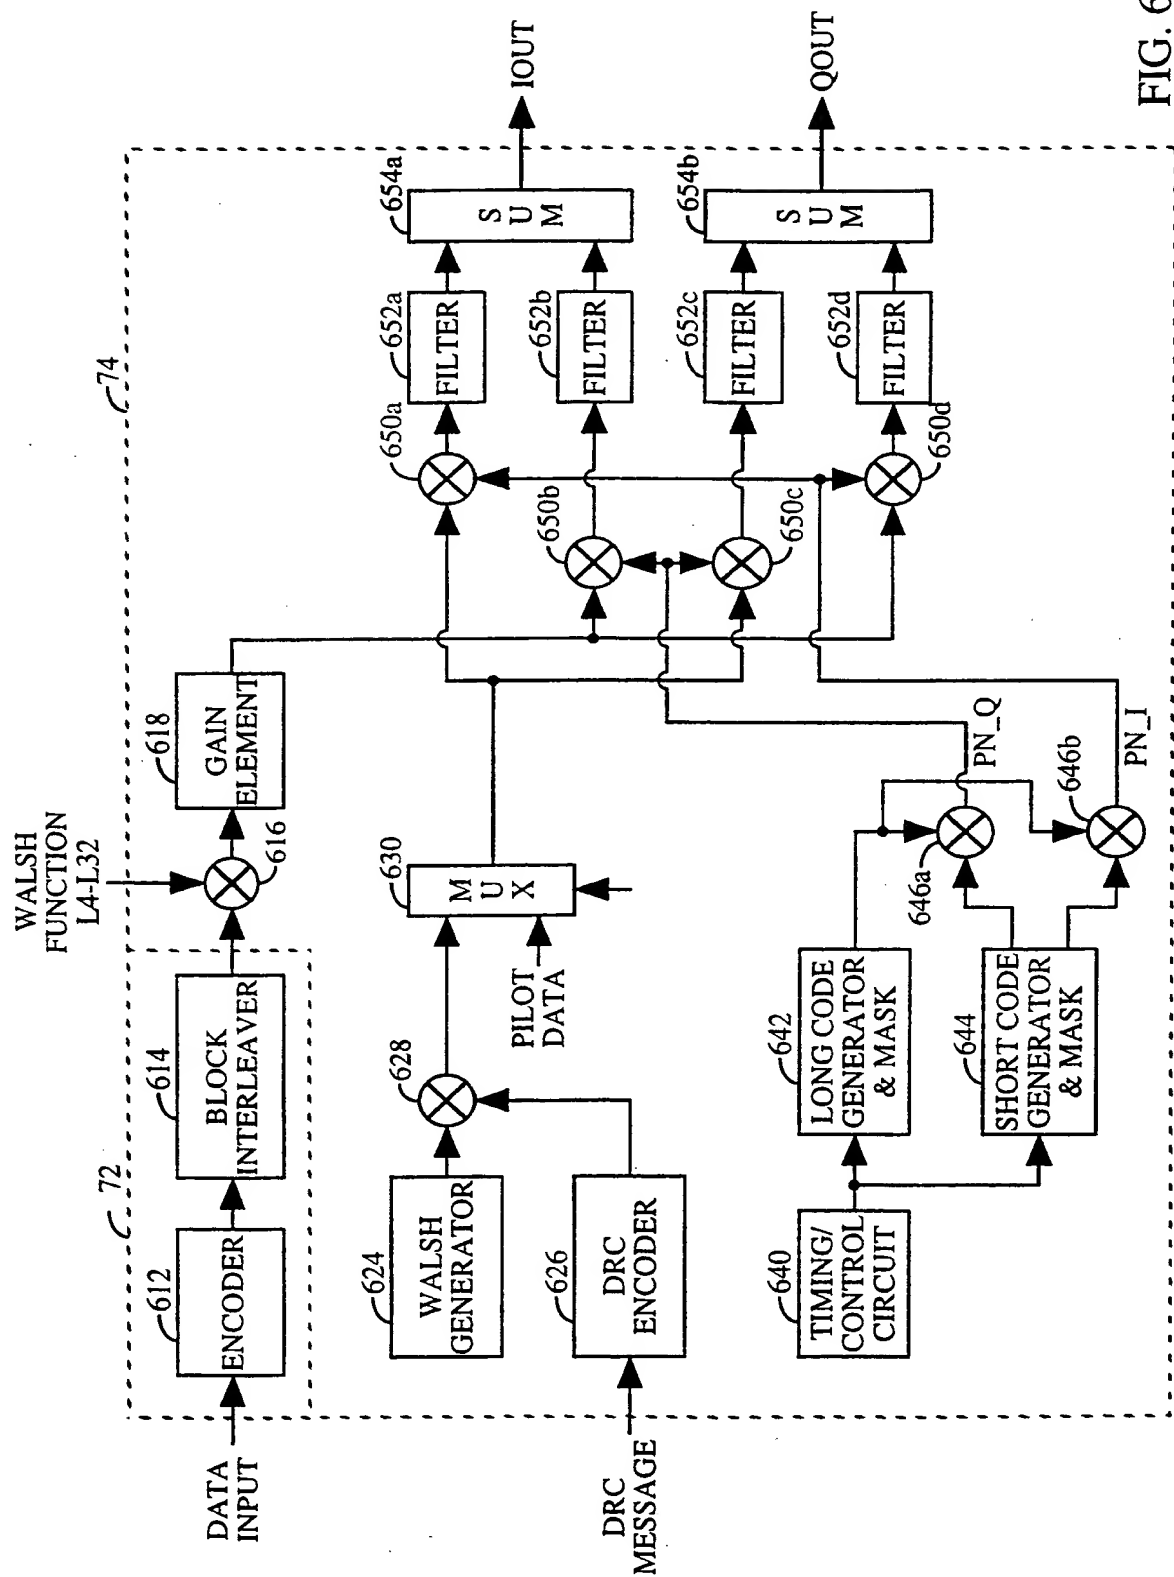 DATA
INPUT
72
612
ENCODER
614
BLOCK
INTERLEAVER
WALSH
FUNCTION
L4-L32
616
618
GAIN
ELEMENT
74
624
WALSH
GENERATOR
628
DRC
MESSAGE
626
DRC
ENCODER
PILOT
DATA
630
MUX
640
TIMING/
CONTROL
CIRCUIT
642
LONG CODE
GENERATOR
& MASK
644
SHORT CODE
GENERATOR
& MASK
646a
PN_Q
646b
PN_I
650a
650b
650c
650d
652a
FILTER
652b
FILTER
652c
FILTER
652d
FILTER
654a
SUM
IOUT
654b
SUM
QOUT
FIG. 6